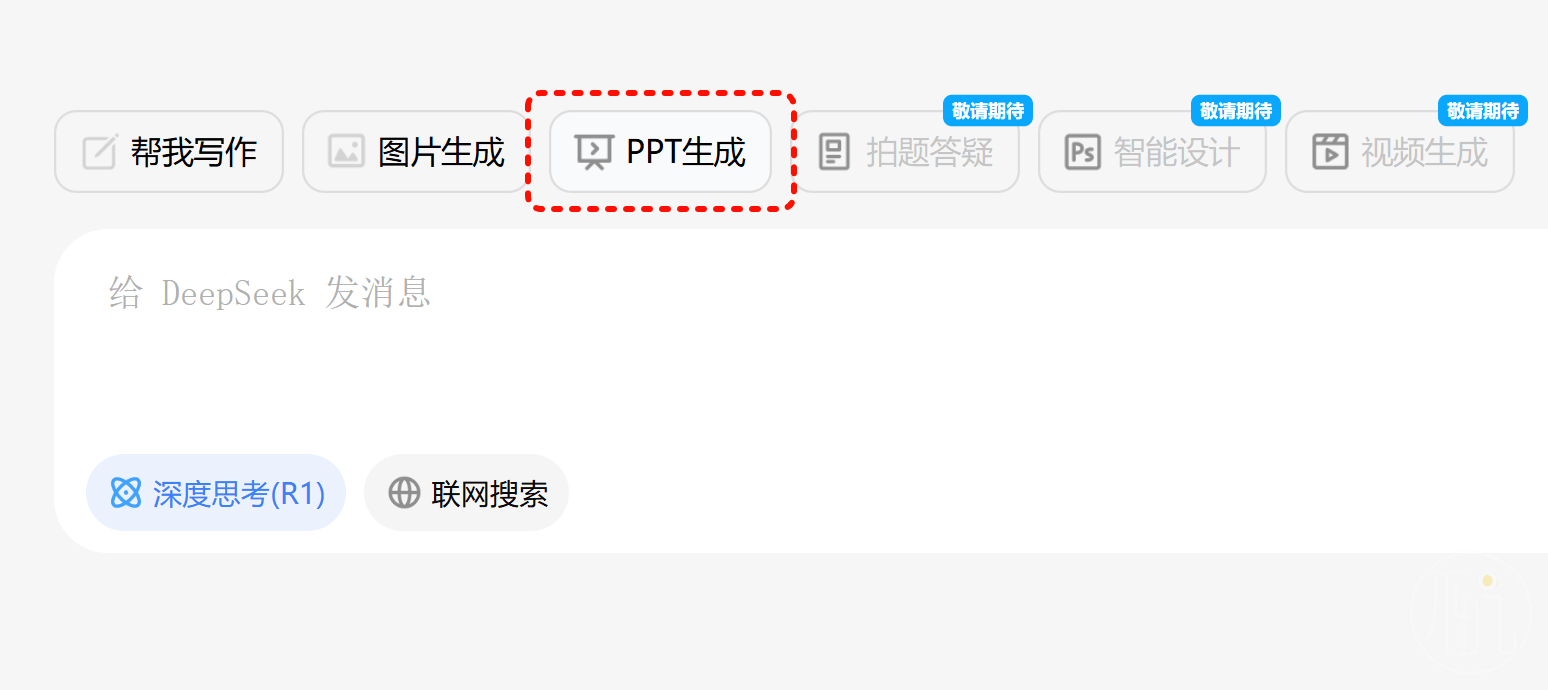 敬请期待 敬请期待 敬请期待
帮我写作 图片生成 PPT生成 拍题答疑 Ps 智能设计 视频生成
给 DeepSeek 发消息
深度思考(R1) 联网搜索